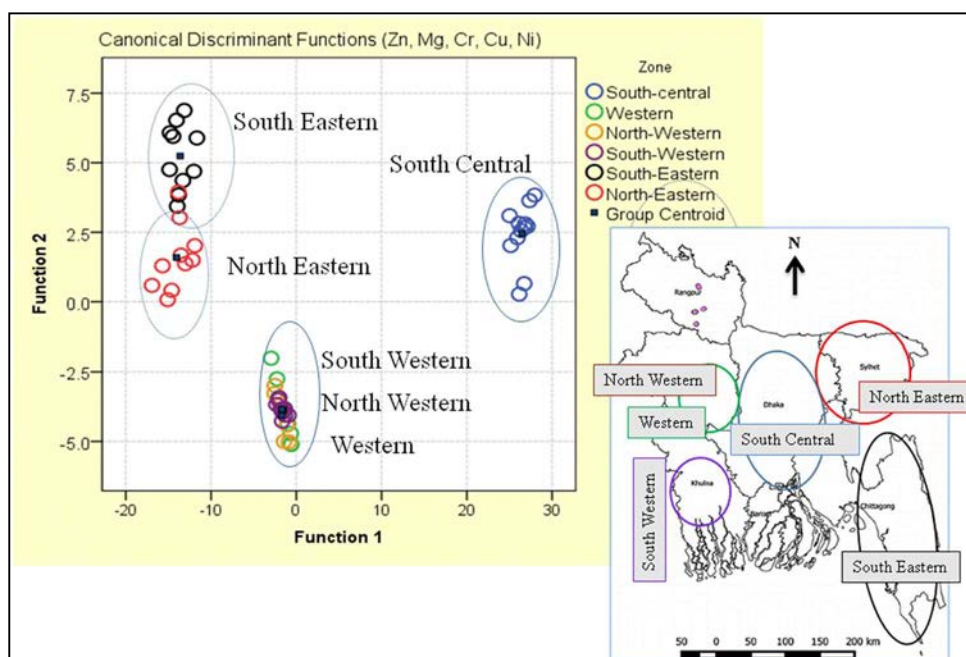 Canonical Discriminant Functions (Zn, Mg, Cr, Cu, Ni)
Zone
South-central
Western
North-Western
South-Western
South-Eastern
North-Eastern
Group Centroid
7.5
5.0
2.5
0.0
-2.5
-5.0
Function 2
South Eastern
South Central
North Eastern
South Western
North Western
Western
-20
-10
0
10
20
30
Function 1
N
Rangpur
Sylhet
North Western
Dhaka
North Eastern
Western
South Central
Khulna
South Western
Barisal
Chittagong
South Eastern
50 0 50 100 150 200 km